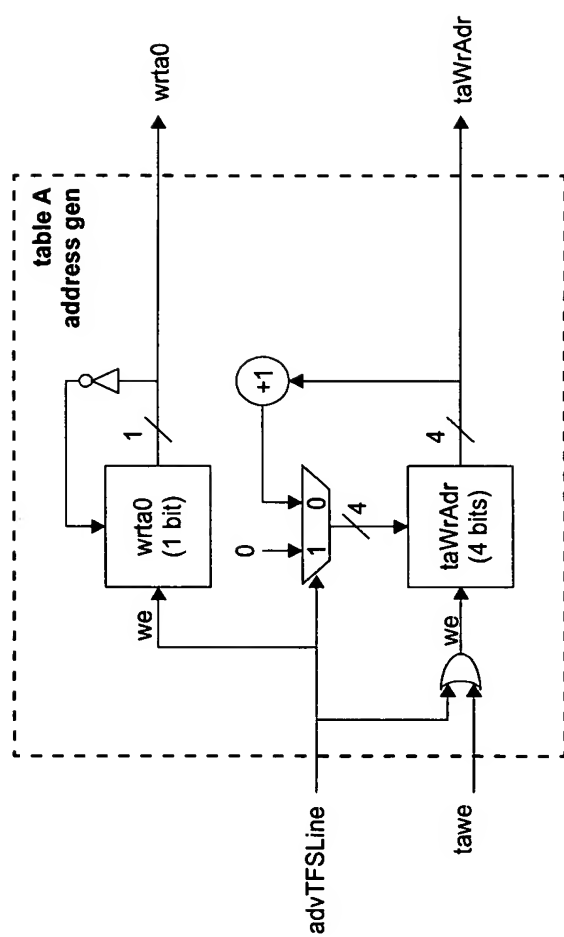 table A
address gen
wrta0
1
wrta0
(1 bit)
we
+1
0
1 0
4
taWrAdr
4
taWrAdr
(4 bits)
we
advTFSLine
tawe